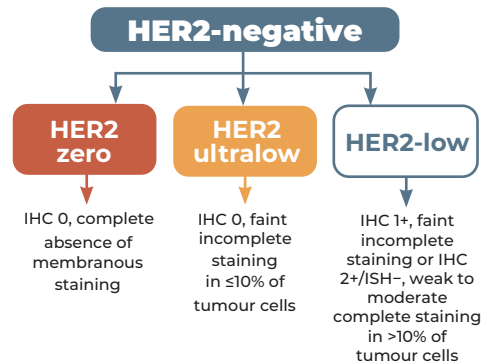 HER2-negative
HER2
zero
HER2
ultralow
HER2-low
IHC 0, complete
absence of
membranous
staining
IHC 0, faint
incomplete
staining
in ≤10% of
tumour cells
IHC 1+, faint
incomplete
staining or IHC
2+/ISH−, weak to
moderate
complete staining
in >10% of
tumour cells